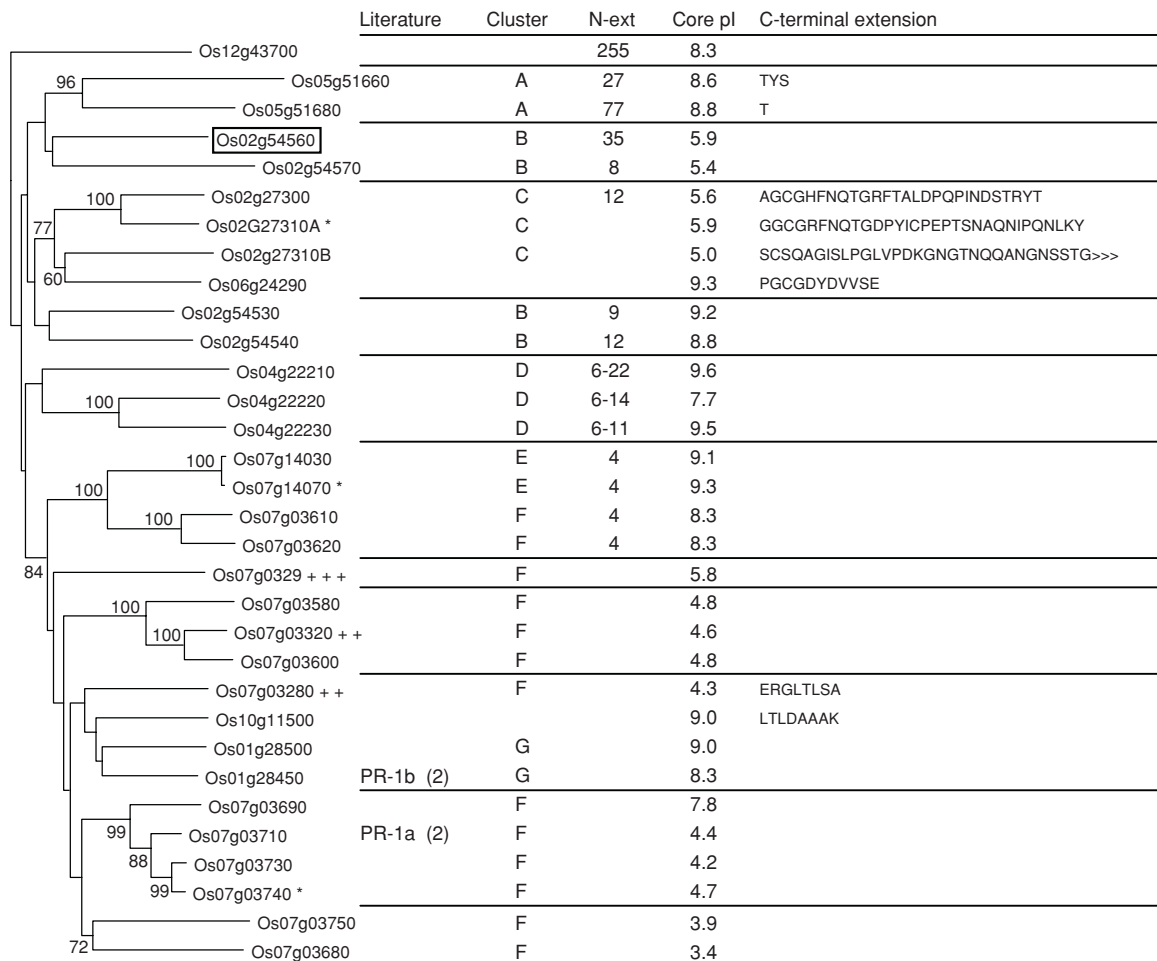 Literature Cluster N-ext Core pI C-terminal extension
Os12g43700 255 8.3
96 Os05g51660 A 27 8.6 TYS
Os05g51680 A 77 8.8 T
Os02g54560 B 35 5.9
Os02g54570 B 8 5.4
100 Os02g27300 C 12 5.6 AGCGHFNQTGRFTALDPQPINDSTRYT
77 Os02G27310A * C 5.9 GGCGRFNQTGDPYICPEPTSNAQNIPQNLKY
Os02g27310B C 5.0 SCSQAGISLPGLVPDKGNGTNQQANGNSSTG>>>
60 Os06g24290 9.3 PGCGDYDVVSE
Os02g54530 B 9 9.2
Os02g54540 B 12 8.8
Os04g22210 D 6-22 9.6
100 Os04g22220 D 6-14 7.7
Os04g22230 D 6-11 9.5
100 Os07g14030 E 4 9.1
100 Os07g14070 * E 4 9.3
100 Os07g03610 F 4 8.3
Os07g03620 F 4 8.3
84 Os07g0329 + + + F 5.8
100 Os07g03580 F 4.8
100 Os07g03320 + + F 4.6
Os07g03600 F 4.8
Os07g03280 + + F 4.3 ERGLTLSA
Os10g11500 9.0 LTLDAAAK
Os01g28500 G 9.0
Os01g28450 PR-1b (2) G 8.3
Os07g03690 F 7.8
99 Os07g03710 PR-1a (2) F 4.4
88 Os07g03730 F 4.2
99 Os07g03740 * F 4.7
Os07g03750 F 3.9
72 Os07g03680 F 3.4